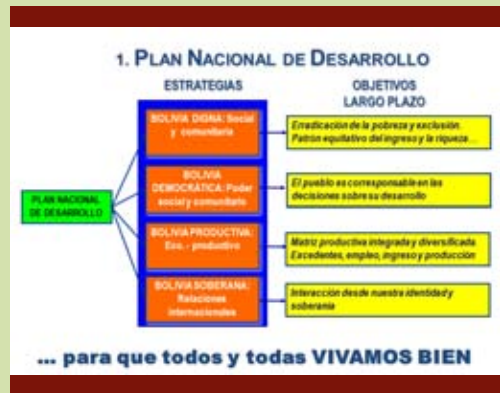 1. PLAN NACIONAL DE DESARROLLO
ESTRATEGIAS
OBJETIVOS
LARGO PLAZO
PLAN NACIONAL
DE DESARROLLO
BOLIVIA DIGNA: Social
y comunitaria
Erradicación de la pobreza y exclusión.
Patrón equitativo del ingreso y la riqueza...
BOLIVIA
DEMOCRÁTICA: Poder
social y comunitario
El pueblo es corresponsable en las
decisiones sobre su desarrollo
BOLIVIA PRODUCTIVA:
Eco. - productivo
Matriz productiva integrada y diversificada.
Excedentes, empleo, ingreso y producción
BOLIVIA SOBERANA:
Relaciones
internacionales
Interacción desde nuestra identidad y
soberanía
... para que todos y todas VIVAMOS BIEN